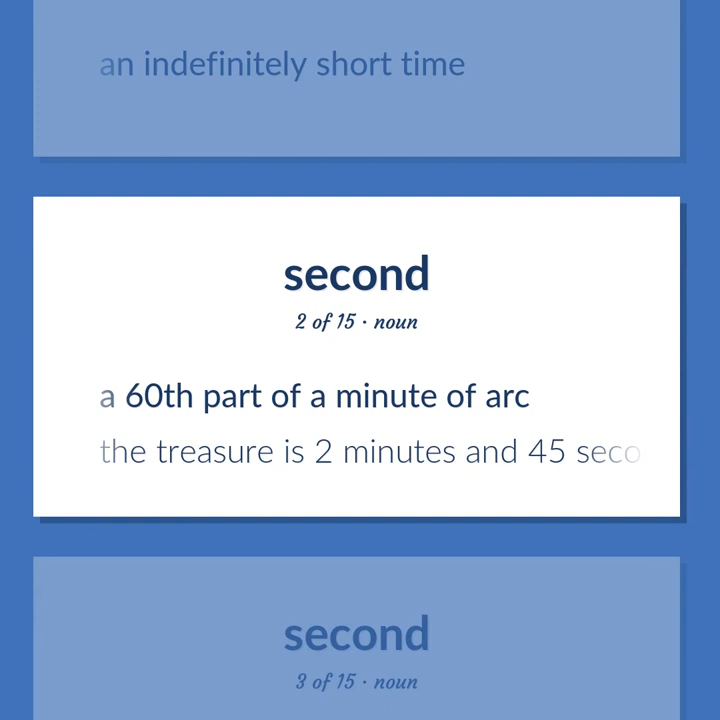 an indefinitely short time
second
2 of 15 · noun
a 60th part of a minute of arc
the treasure is 2 minutes and 45 seco
second
3 of 15 · noun